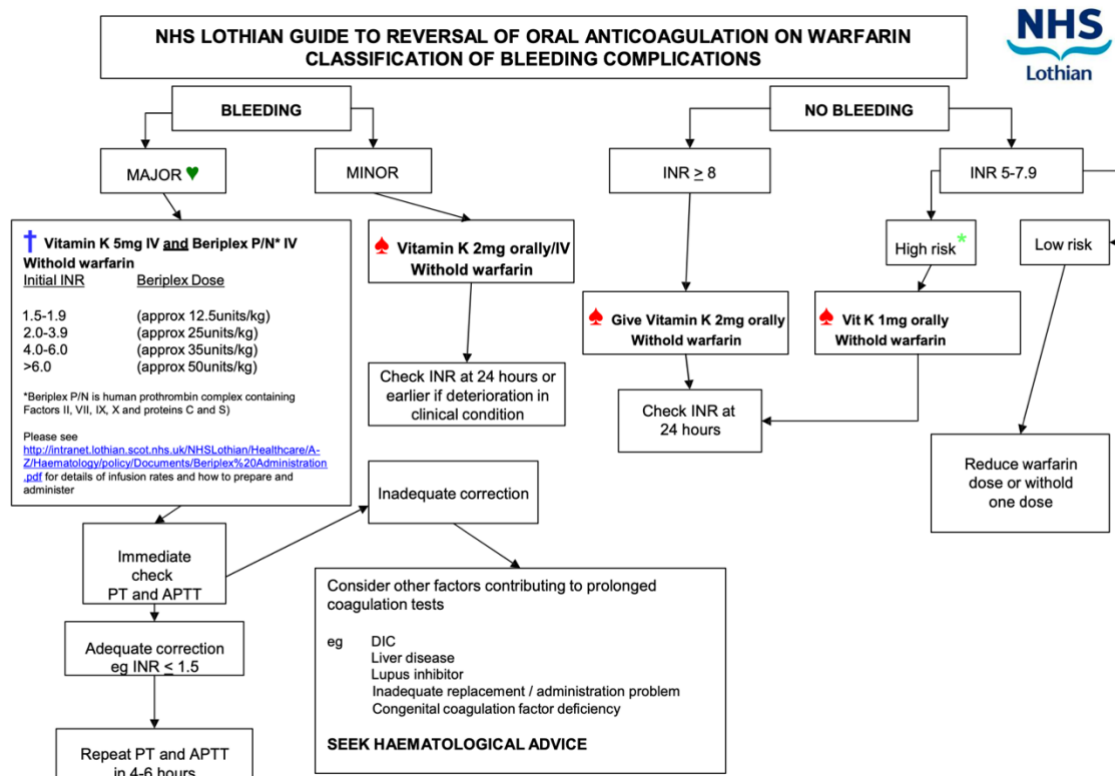 NHS LOTHIAN GUIDE TO REVERSAL OF ORAL ANTICOAGULATION ON WARFARIN
CLASSIFICATION OF BLEEDING COMPLICATIONS
NHS
Lothian
BLEEDING
NO BLEEDING
MAJOR ♥
MINOR
INR ≥ 8
INR 5-7.9
† Vitamin K 5mg IV and Beriplex P/N* IV
Withold warfarin
Initial INR Beriplex Dose
1.5-1.9 (approx 12.5units/kg)
2.0-3.9 (approx 25units/kg)
4.0-6.0 (approx 35units/kg)
>6.0 (approx 50units/kg)
*Beriplex P/N is human prothrombin complex containing
Factors II, VII, IX, X and proteins C and S)
Please see
http://intranet.lothian.scot.nhs.uk/NHSLothian/Healthcare/A-
Z/Haematology/policy/Documents/Beriplex%20Administration
.pdf for details of infusion rates and how to prepare and
administer
♠ Vitamin K 2mg orally/IV
Withold warfarin
High risk*
Low risk
♠ Give Vitamin K 2mg orally
Withold warfarin
♠ Vit K 1mg orally
Withold warfarin
Check INR at 24 hours or
earlier if deterioration in
clinical condition
Check INR at
24 hours
Reduce warfarin
dose or withold
one dose
Inadequate correction
Immediate
check
PT and APTT
Consider other factors contributing to prolonged
coagulation tests
eg DIC
Liver disease
Lupus inhibitor
Inadequate replacement / administration problem
Congenital coagulation factor deficiency
SEEK HAEMATOLOGICAL ADVICE
Adequate correction
eg INR ≤ 1.5
Repeat PT and APTT
in 4-6 hours